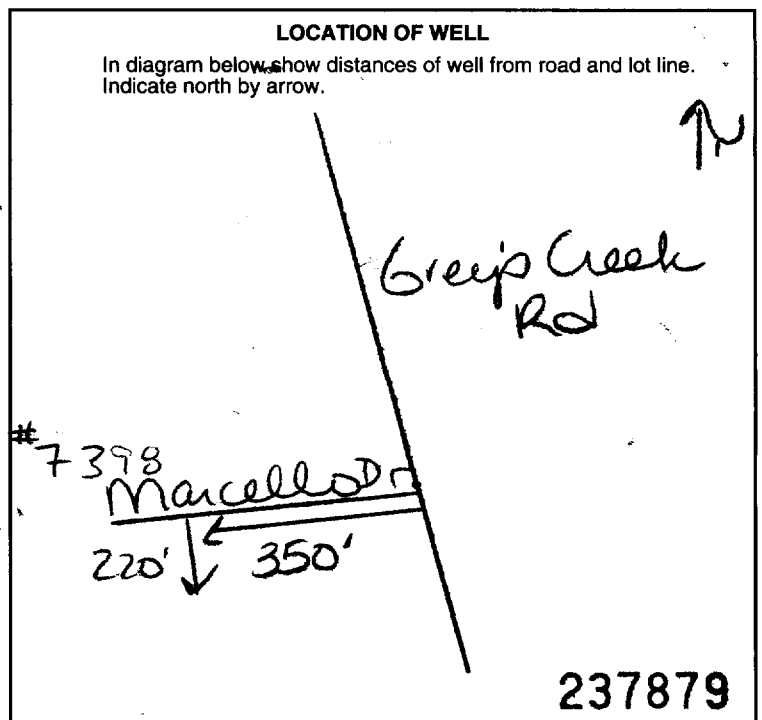 LOCATION OF WELL
In diagram below show distances of well from road and lot line.
Indicate north by arrow.
N
Creek
Rd
# 7398
Marcello Dr
220'
350'
237879